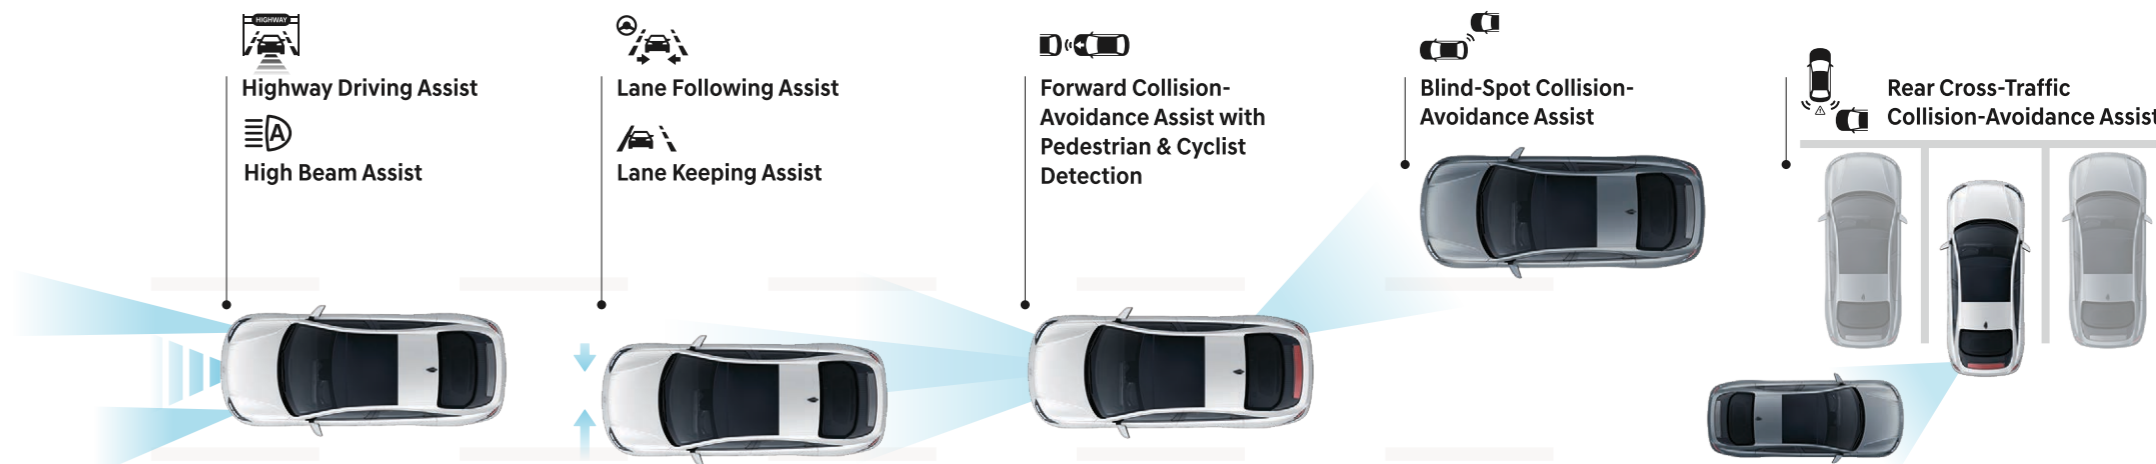 HIGHWAY
Highway Driving Assist
A
High Beam Assist
Lane Following Assist
Lane Keeping Assist
Forward Collision-
Avoidance Assist with
Pedestrian & Cyclist
Detection
Blind-Spot Collision-
Avoidance Assist
Rear Cross-Traffic
Collision-Avoidance Assist